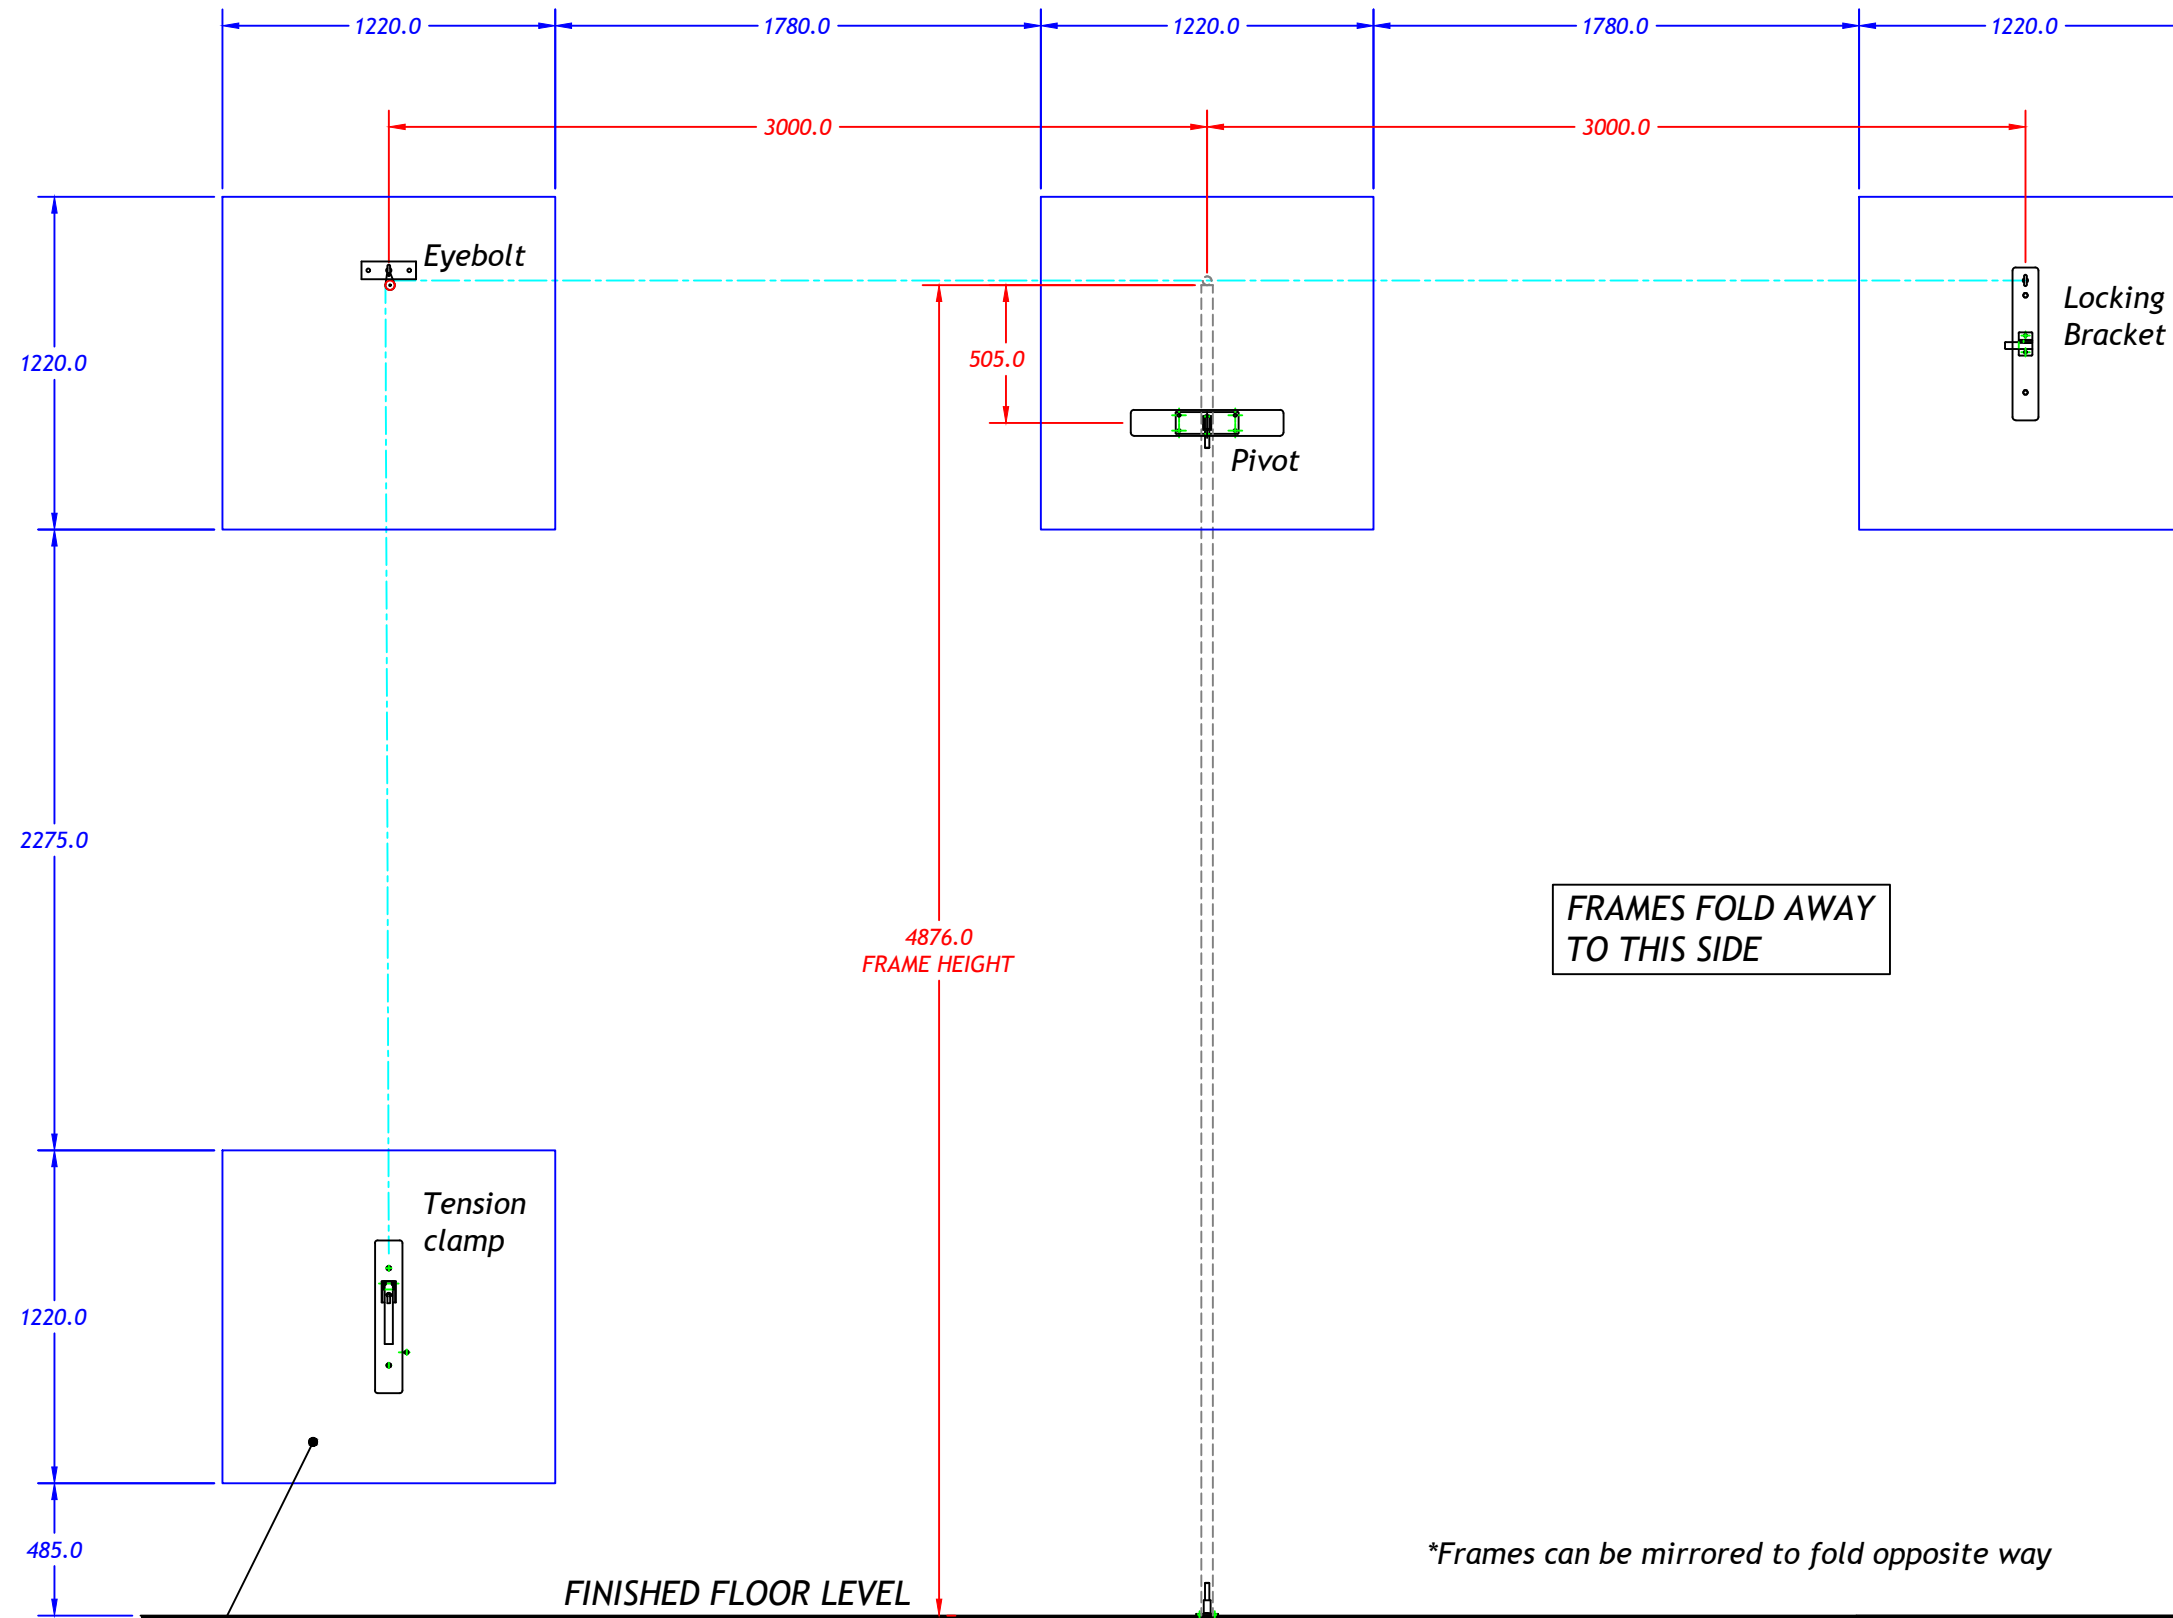 1220.0 1780.0 1220.0 1780.0 1220.0
3000.0 3000.0
Eyebolt
Locking
Bracket
1220.0
505.0
Pivot
2275.0
FRAMES FOLD AWAY
TO THIS SIDE
4876.0
FRAME HEIGHT
Tension
clamp
1220.0
485.0
*Frames can be mirrored to fold opposite way
FINISHED FLOOR LEVEL